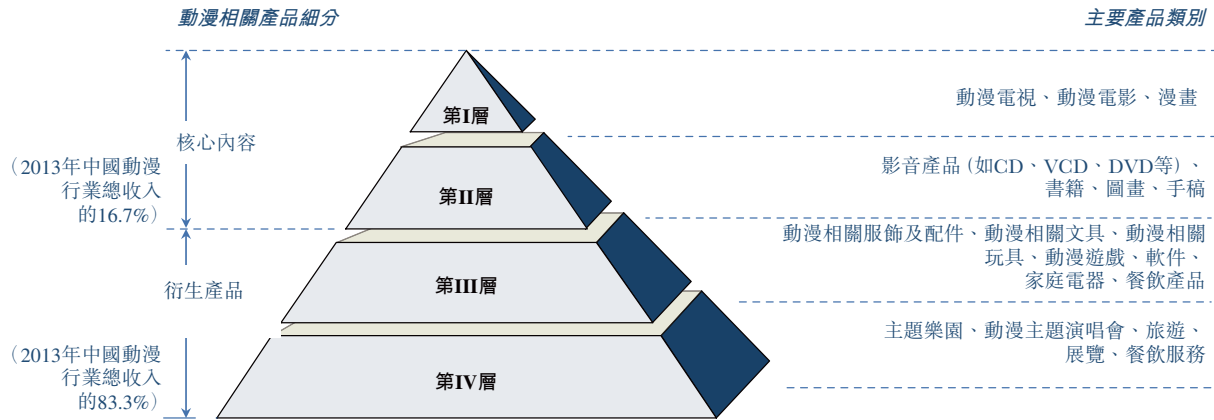 動漫相關產品細分
主要產品類別
核心內容
（2013年中國動漫
行業總收入
的16.7%）
衍生產品
（2013年中國動漫
行業總收入
的83.3%）
第I層
第II層
第III層
第IV層
動漫電視、動漫電影、漫畫
影音產品 (如CD、VCD、DVD等)、
書籍、圖畫、手稿
動漫相關服飾及配件、動漫相關文具、動漫相關
玩具、動漫遊戲、軟件、
家庭電器、餐飲產品
主題樂園、動漫主題演唱會、旅遊、
展覽、餐飲服務